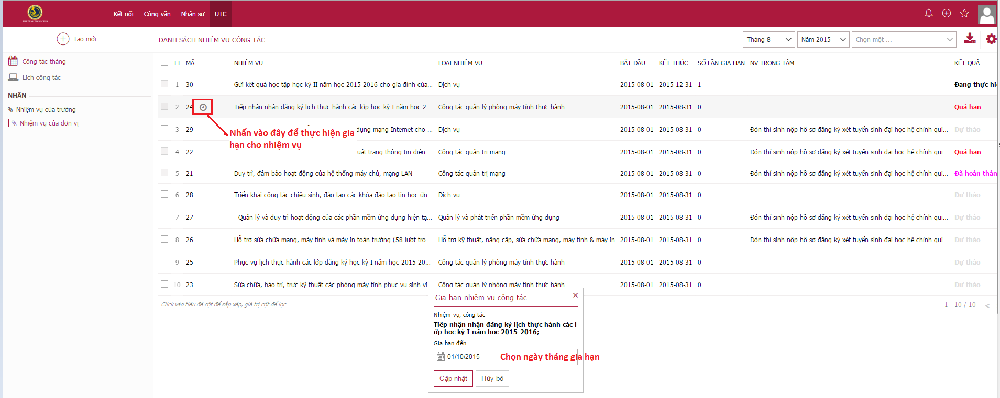 THE WAY TO SUCESS
Kết nối Công văn Nhân sự UTC
Tạo mới
DANH SÁCH NHIỆM VỤ CÔNG TÁC
Tháng 8 Năm 2015 Chọn một ...
Công tác tháng
Lịch công tác
NHÃN
Nhiệm vụ của trường
Nhiệm vụ của đơn vị
TT MÃ NHIỆM VỤ LOẠI NHIỆM VỤ BẮT ĐẦU KẾT THÚC SỐ LẦN GIA HẠN NV TRỌNG TÂM KẾT QUẢ
1 30 Gửi kết quả học tập học kỳ II năm học 2015-2016 cho gia đình của... Dịch vụ 2015-08-01 2015-12-31 1 Đang thực hiệ
2 24 Tiếp nhận nhận đăng ký lịch thực hành các lớp học kỳ I năm học 2... Công tác quản lý phòng máy tính thực hành 2015-08-01 2015-08-31 0 Quá hạn
3 29 dụng mạng Internet cho ... Dịch vụ 2015-08-01 2015-08-31 0 Đón thí sinh nộp hồ sơ đăng ký xét tuyển sinh đại học hệ chính qui... Dự thảo
Nhấn vào đây để thực hiện gia
hạn cho nhiệm vụ
4 22 uật trang thông tin điện ... Công tác quản trị mạng 2015-08-01 2015-08-31 0 Đón thí sinh nộp hồ sơ đăng ký xét tuyển sinh đại học hệ chính qui... Quá hạn
5 21 Duy trì, đảm bảo hoạt động của hệ thống máy chủ, mạng LAN Công tác quản trị mạng 2015-08-01 2015-08-31 0 Đón thí sinh nộp hồ sơ đăng ký xét tuyển sinh đại học hệ chính qui... Đã hoàn thàn
6 28 Triển khai công tác chiêu sinh, đào tạo các khóa đào tạo tin học ứn... Dịch vụ 2015-08-01 2015-08-31 0 Dự thảo
7 27 - Quản lý và duy trì hoạt động của các phần mềm ứng dụng hiện tạ... Quản lý và phát triển phần mềm ứng dụng 2015-08-01 2015-08-31 0 Đón thí sinh nộp hồ sơ đăng ký xét tuyển sinh đại học hệ chính qui... Dự thảo
8 26 Hỗ trợ sửa chữa mạng, máy tính và máy in toàn trường (58 lượt tro... Hỗ trợ kỹ thuật, nâng cấp, sửa chữa mạng, máy tính & máy in 2015-08-01 2015-08-31 0 Đón thí sinh nộp hồ sơ đăng ký xét tuyển sinh đại học hệ chính qui... Dự thảo
9 25 Phục vụ lịch thực hành các lớp đăng ký học kỳ I năm học 2015-20... Công tác quản lý phòng máy tính thực hành 2015-08-01 2015-08-31 0 Dự thảo
10 23 Sửa chữa, bảo trì, trực kỹ thuật các phòng máy tính phục vụ sinh vi Công tác quản lý phòng máy tính thực hành 2015-08-01 2015-08-31 0 Dự thảo
Click vào tiêu đề cột để sắp xếp, giá trị cột để lọc
1 - 10 / 10 <
Gia hạn nhiệm vụ công tác
Nhiệm vụ, công tác
Tiếp nhận nhận đăng ký lịch thực hành các l
ớp học kỳ I năm học 2015-2016;
Gia hạn đến
01/10/2015 Chọn ngày tháng gia hạn
Cập nhật Hủy bỏ